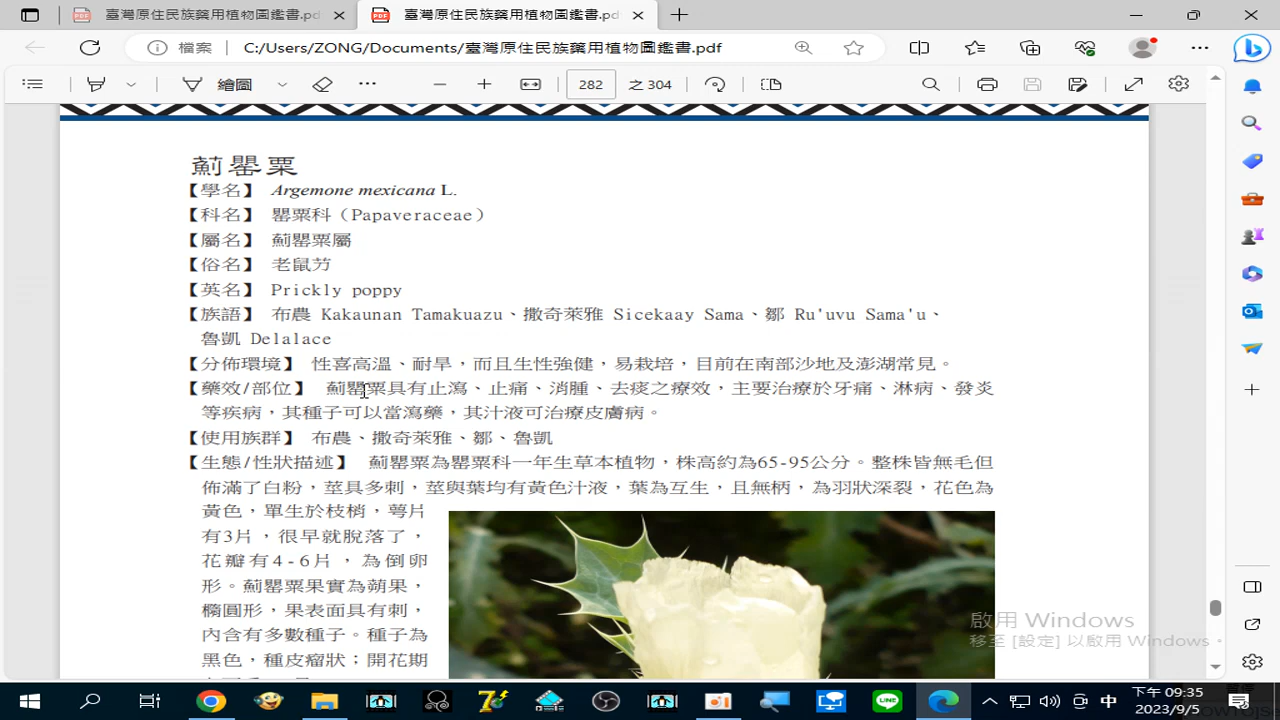 臺灣原住民族藥用植物圖鑑書.pd
臺灣原住民族藥用植物圖鑑書.pdf
檔案
C:/Users/ZONG/Documents/臺灣原住民族藥用植物圖鑑書.pdf
繪圖
282 之 304
薊罌粟
【學名】 Argemone mexicana L.
【科名】 罌粟科（Papaveraceae）
【屬名】 薊罌粟屬
【俗名】 老鼠芀
【英名】 Prickly poppy
【族語】 布農 Kakaunan Tamakuazu、撒奇萊雅 Sicekaay Sama、鄒 Ru'uvu Sama'u、
魯凱 Delalace
【分佈環境】 性喜高溫、耐旱，而且生性強健，易栽培，目前在南部沙地及澎湖常見。
【藥效/部位】 薊罌粟具有止瀉、止痛、消腫、去痰之療效，主要治療於牙痛、淋病、發炎
等疾病，其種子可以當瀉藥，其汁液可治療皮膚病。
【使用族群】 布農、撒奇萊雅、鄒、魯凱
【生態/性狀描述】 薊罌粟為罌粟科一年生草本植物，株高約為65-95公分。整株皆無毛但
佈滿了白粉，莖具多刺，莖與葉均有黃色汁液，葉為互生，且無柄，為羽狀深裂，花色為
黃色，單生於枝梢，萼片
有3片，很早就脫落了，
花瓣有4-6片，為倒卵
形。薊罌粟果實為蒴果，
橢圓形，果表面具有刺，
內含有多數種子。種子為
黑色，種皮瘤狀；開花期
啟用 Windows
移至 [設定] 以啟用 Windows。
中
下午 09:35
2023/9/5